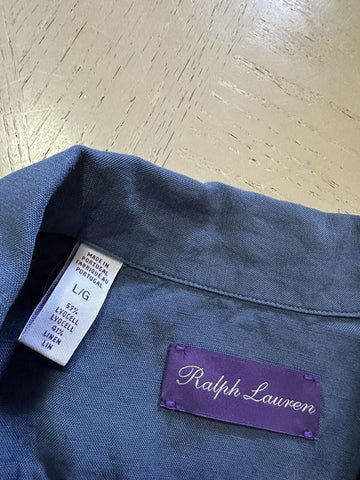 MADE IN
PORTUGAL
FABRIQUÉ AU
PORTUGAL
L/G
59%
LYOCELL
LYOCELL
41%
LINEN
LIN
Ralph Lauren